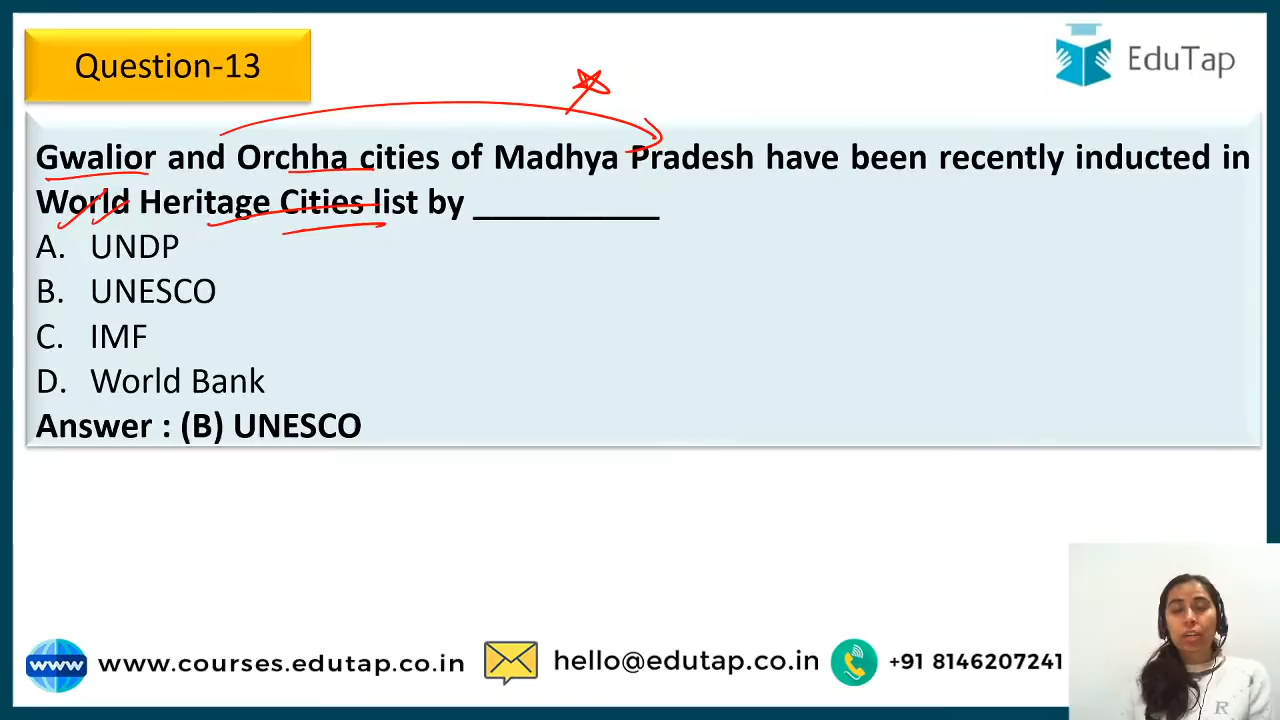 Question-13
EduTap
Gwalior and Orchha cities of Madhya Pradesh have been recently inducted in
World Heritage Cities list by __________
A. UNDP
B. UNESCO
C. IMF
D. World Bank
Answer : (B) UNESCO
www www.courses.edutap.co.in hello@edutap.co.in +91 8146207241
R